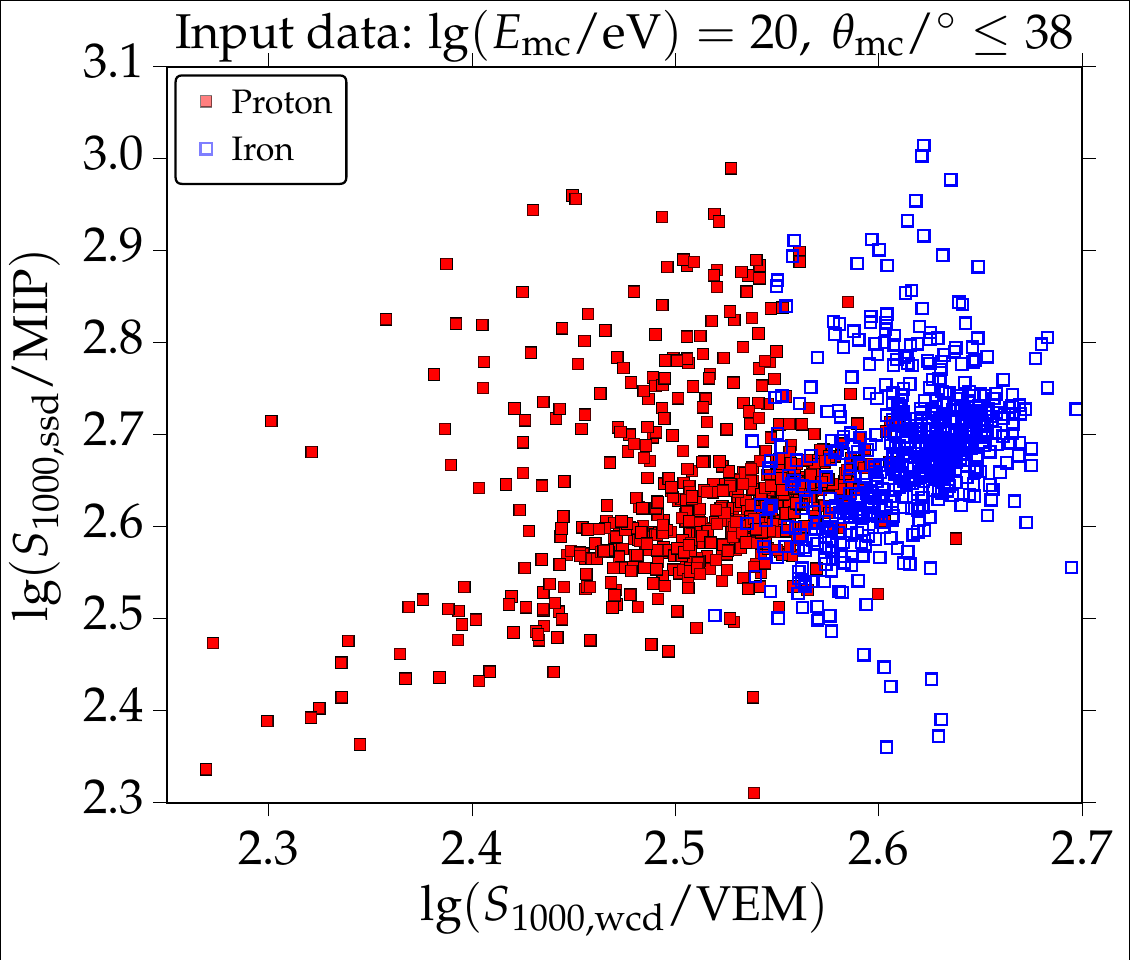 Input data: lg(E_mc/eV) = 20, θ_mc/° ≤ 38
Proton
Iron
3.1
3.0
2.9
2.8
2.7
2.6
2.5
2.4
2.3
lg(S_1000,ssd/MIP)
2.3 2.4 2.5 2.6 2.7
lg(S_1000,wcd/VEM)